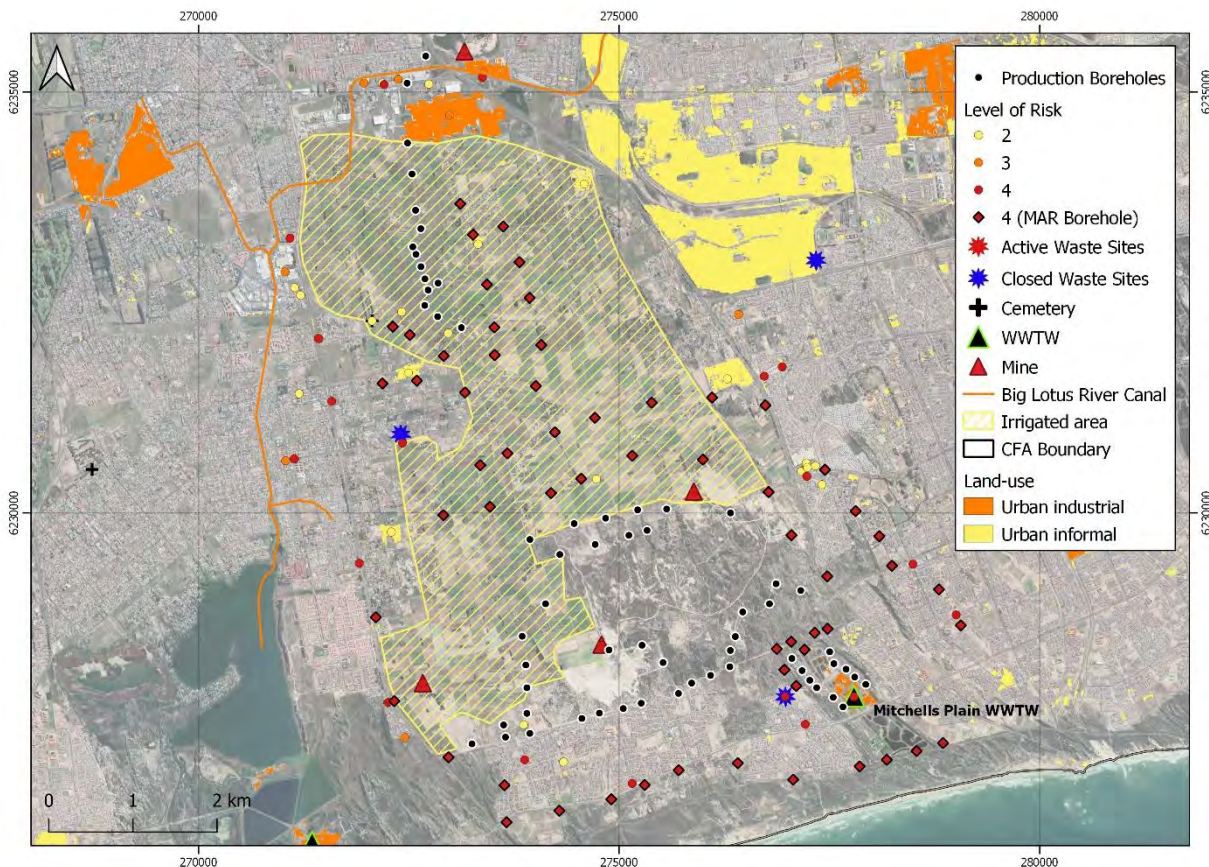 270000
275000
280000
6235000
6235000
Production Boreholes
Level of Risk
2
3
4
4 (MAR Borehole)
Active Waste Sites
Closed Waste Sites
Cemetery
WWTW
Mine
Big Lotus River Canal
Irrigated area
CFA Boundary
Land-use
Urban industrial
Urban informal
6230000
6230000
Mitchells Plain WWTW
0 1 2 km
270000
275000
280000